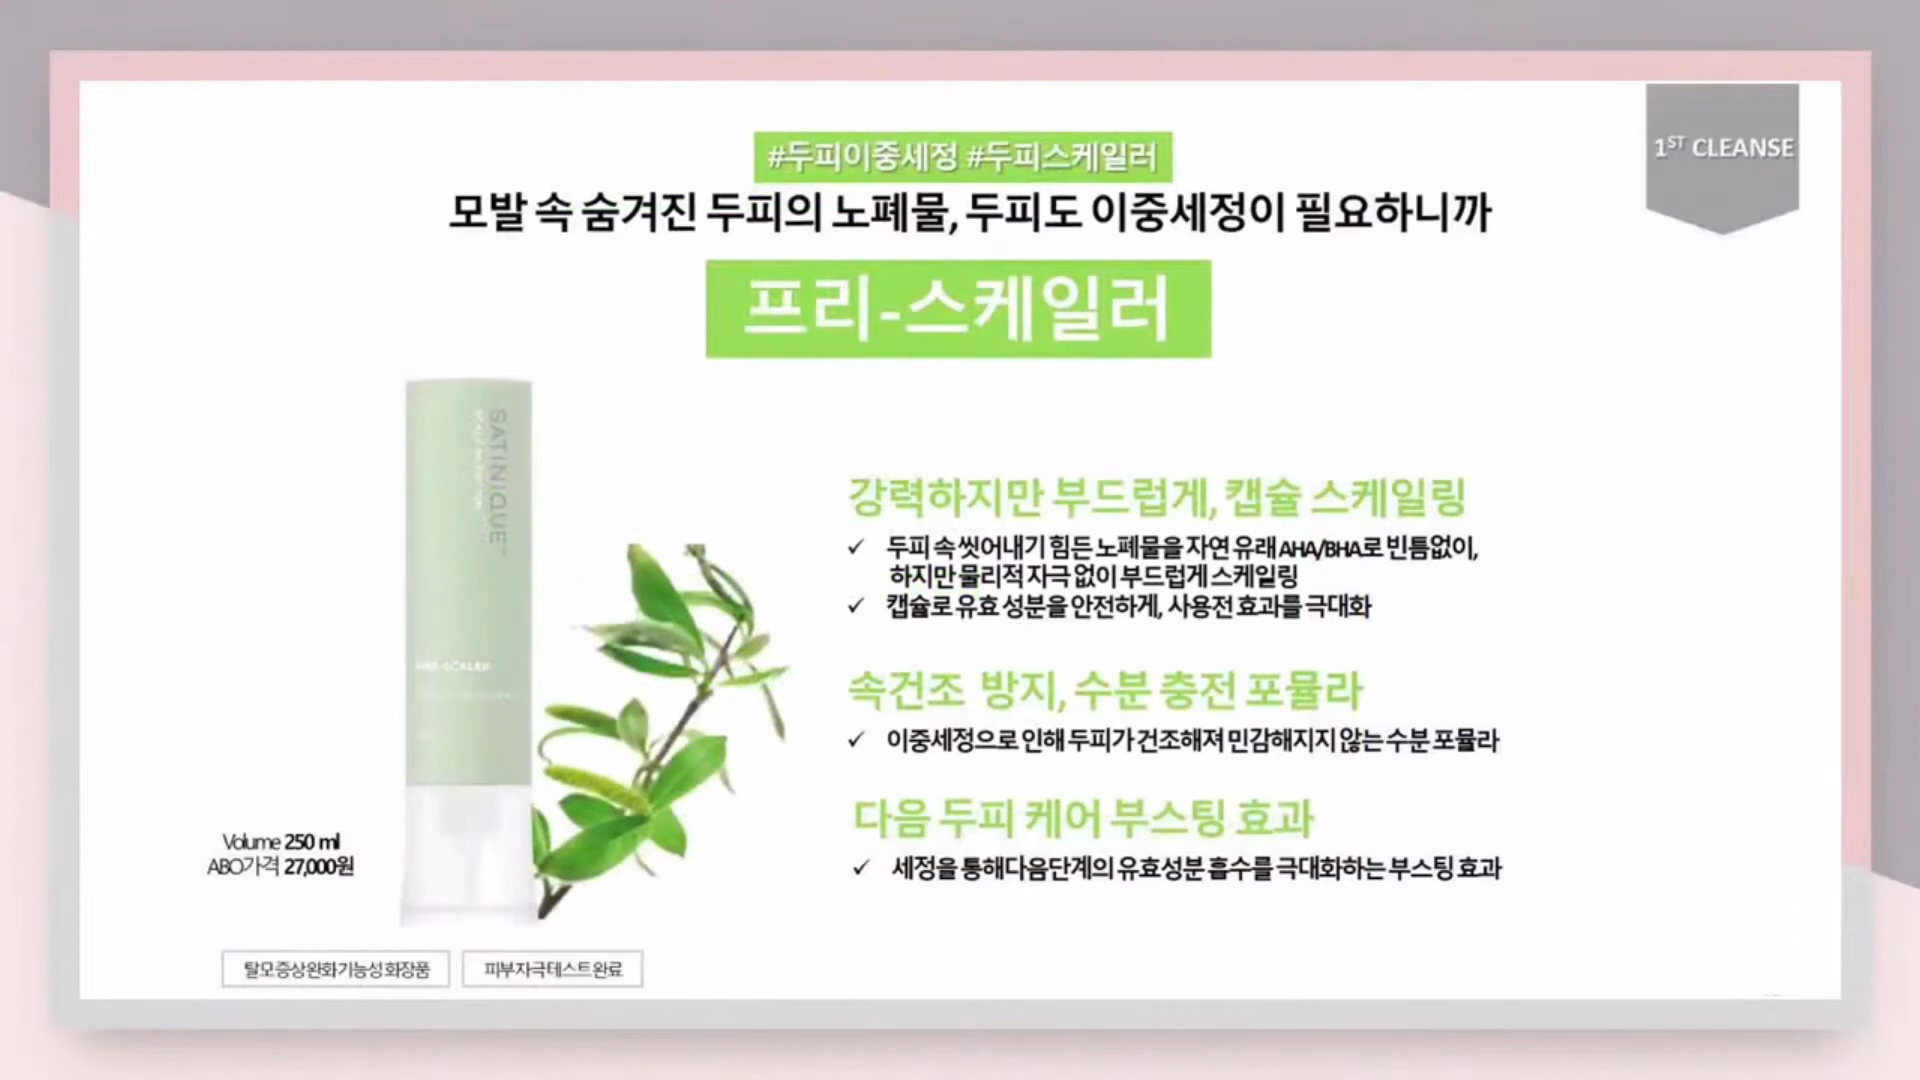 1ST CLEANSE
#두피이중세정 #두피스케일러
모발 속 숨겨진 두피의 노폐물, 두피도 이중세정이 필요하니까
프리-스케일러
SATINIQUE™
PRE-SCALER
강력하지만 부드럽게, 캡슐 스케일링
✓ 두피 속 씻어내기 힘든 노폐물을 자연 유래 AHA/BHA로 빈틈없이,
하지만 물리적 자극 없이 부드럽게 스케일링
✓ 캡슐로 유효 성분을 안전하게, 사용전 효과를 극대화
속건조 방지, 수분 충전 포뮬라
✓ 이중세정으로 인해 두피가 건조해져 민감해지지 않는 수분 포뮬라
다음 두피 케어 부스팅 효과
✓ 세정을 통해 다음단계의 유효성분 흡수를 극대화하는 부스팅 효과
Volume 250 ml
ABO가격 27,000원
탈모 증상 완화 기능성 화장품
피부자극테스트 완료